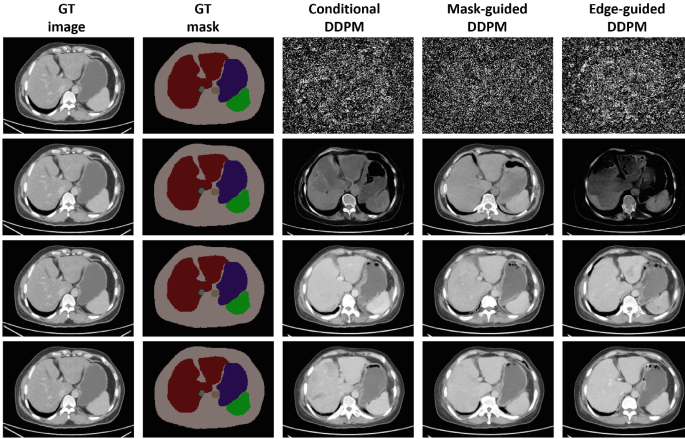 GT
image
GT
mask
Conditional
DDPM
Mask-guided
DDPM
Edge-guided
DDPM